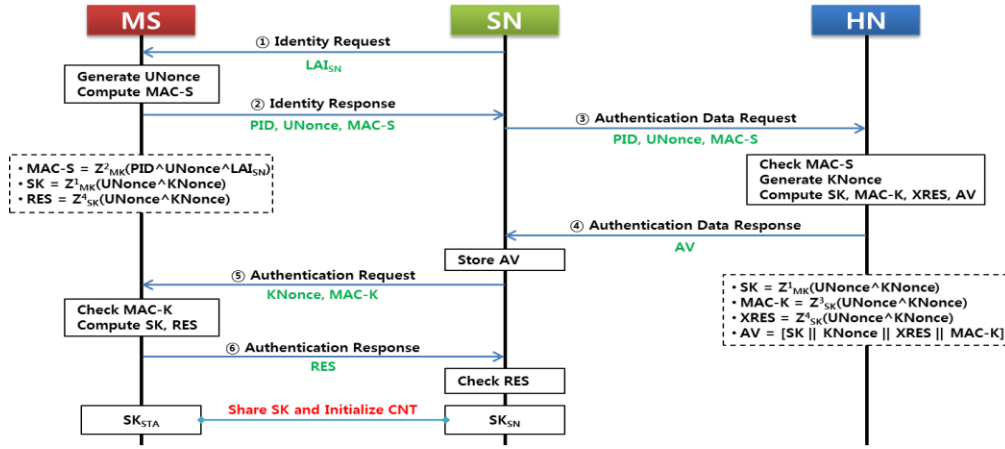 MS
SN
HN
① Identity Request
LAI_SN
Generate UNonce
Compute MAC-S
② Identity Response
PID, UNonce, MAC-S
③ Authentication Data Request
PID, UNonce, MAC-S
• MAC-S = Z²_MK(PID^UNonce^LAI_SN)
• SK = Z¹_MK(UNonce^KNonce)
• RES = Z⁴_SK(UNonce^KNonce)
Check MAC-S
Generate KNonce
Compute SK, MAC-K, XRES, AV
④ Authentication Data Response
AV
Store AV
⑤ Authentication Request
KNonce, MAC-K
• SK = Z¹_MK(UNonce^KNonce)
• MAC-K = Z³_SK(UNonce^KNonce)
• XRES = Z⁴_SK(UNonce^KNonce)
• AV = [SK || KNonce || XRES || MAC-K]
Check MAC-K
Compute SK, RES
⑥ Authentication Response
RES
Check RES
SK_STA
Share SK and Initialize CNT
SK_SN